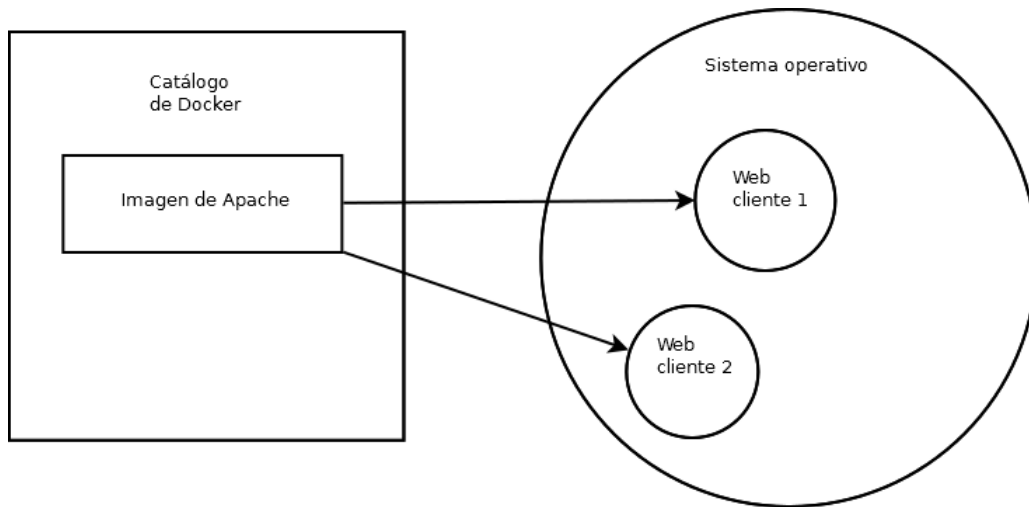 Catálogo
de Docker
Imagen de Apache
Sistema operativo
Web
cliente 1
Web
cliente 2